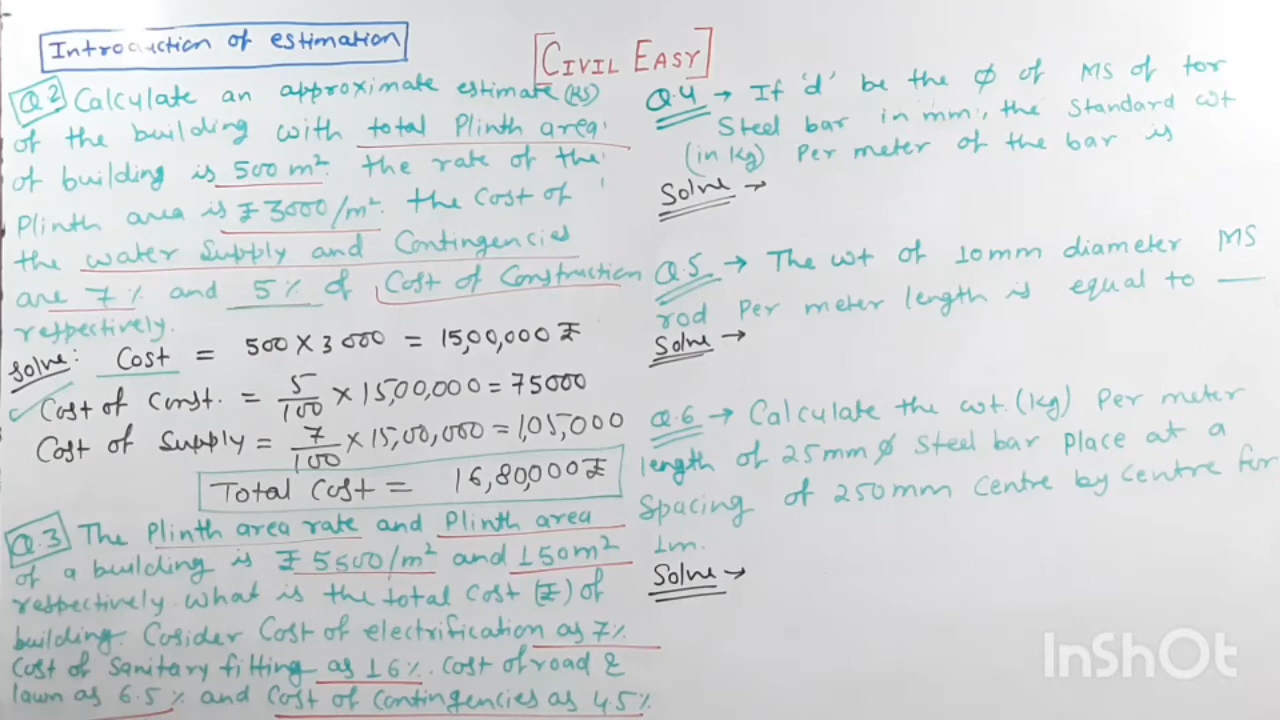 Introduction of estimation
[CIVIL EASY]
Q.2 Calculate an approximate estimate (RS)
of the building with total Plinth area
of building is 500 m². the rate of the
Plinth area is ₹3000/m². the cost of
the water supply and Contingencies
are 7% and 5% of Cost of Construction
respectively.
Solve: Cost = 500 × 3000 = 15,00,000 ₹
Cost of Const. = 5/100 × 15,00,000 = 75000
Cost of Supply = 7/100 × 15,00,000 = 1,05,000
Total Cost = 16,80,000 ₹
Q.3 The Plinth area rate and Plinth area
of a building is ₹5500/m² and 150m²
respectively. what is the total cost (₹) of
building. Cosider Cost of electrification as 7%
Cost of Sanitary fitting as 16%. Cost of road &
lawn as 6.5% and Cost of Contingencies as 4.5%
Q.4 → If 'd' be the ϕ of MS of tor
Steel bar in mm, the Standard wt
(in kg) Per meter of the bar is
Solve →
Q.5 → The wt of 10mm diameter MS
rod Per meter length is equal to —
Solve →
Q.6 → Calculate the wt. (kg) Per meter
length of 25mm ϕ Steel bar Place at a
Spacing of 250mm Centre by Centre for
1m.
Solve →
InShOt